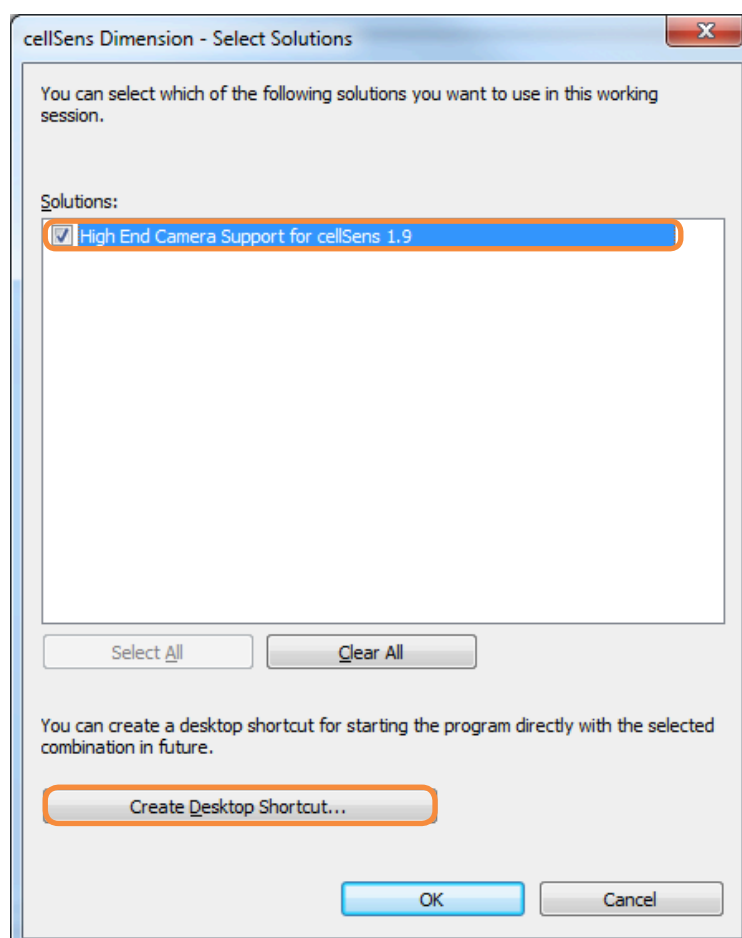 cellSens Dimension - Select Solutions
You can select which of the following solutions you want to use in this working
session.
Solutions:
High End Camera Support for cellSens 1.9
Select All
Clear All
You can create a desktop shortcut for starting the program directly with the selected
combination in future.
Create Desktop Shortcut...
OK
Cancel